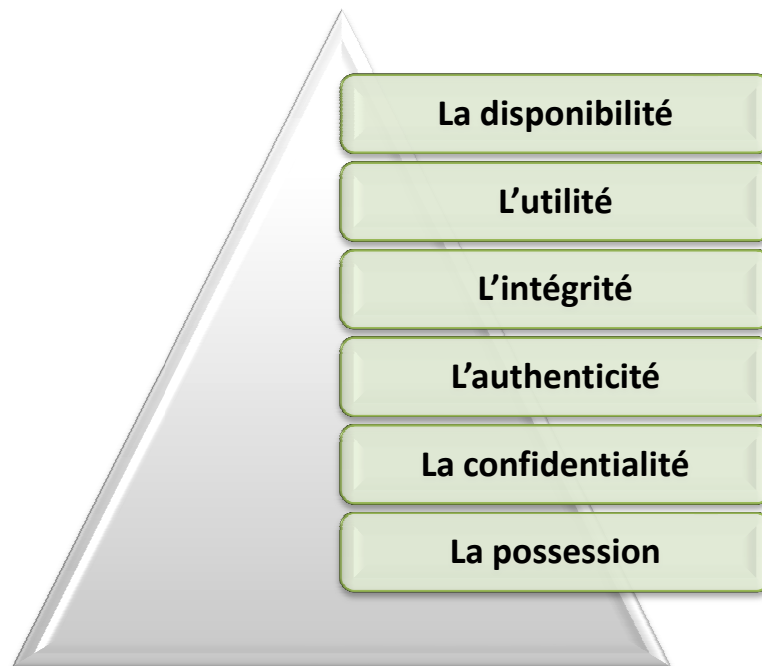 La disponibilité
L’utilité
L’intégrité
L’authenticité
La confidentialité
La possession